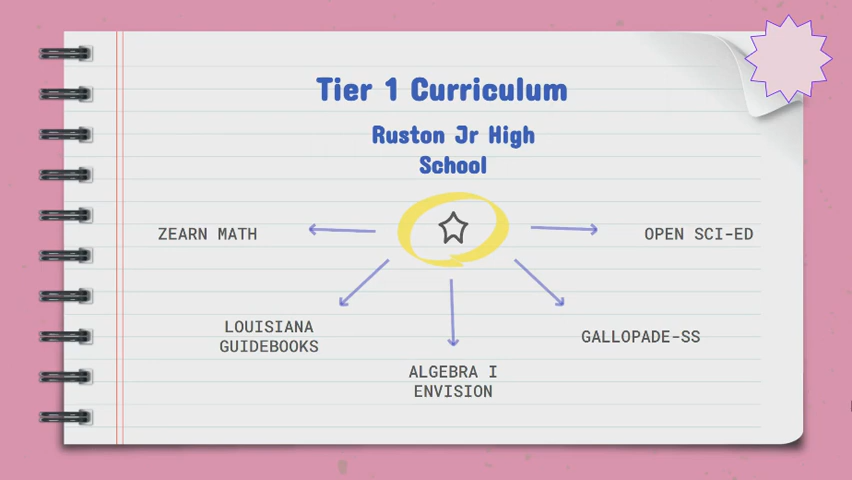 Tier 1 Curriculum
Ruston Jr High
School
ZEARN MATH
OPEN SCI-ED
LOUISIANA
GUIDEBOOKS
GALLOPADE-SS
ALGEBRA I
ENVISION